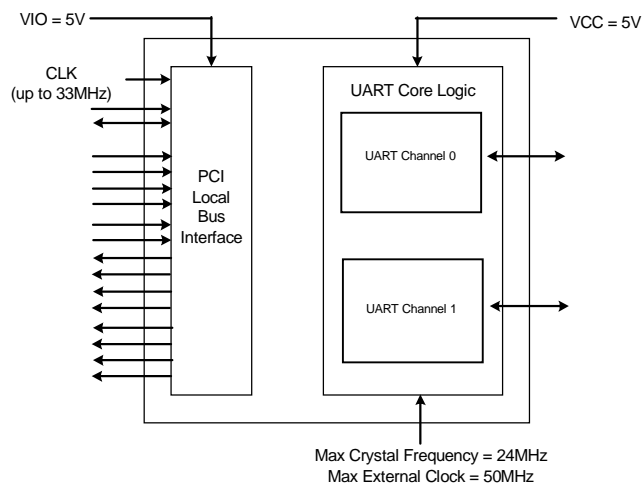 VIO = 5V
VCC = 5V
CLK
(up to 33MHz)
PCI
Local
Bus
Interface
UART Core Logic
UART Channel 0
UART Channel 1
Max Crystal Frequency = 24MHz
Max External Clock = 50MHz